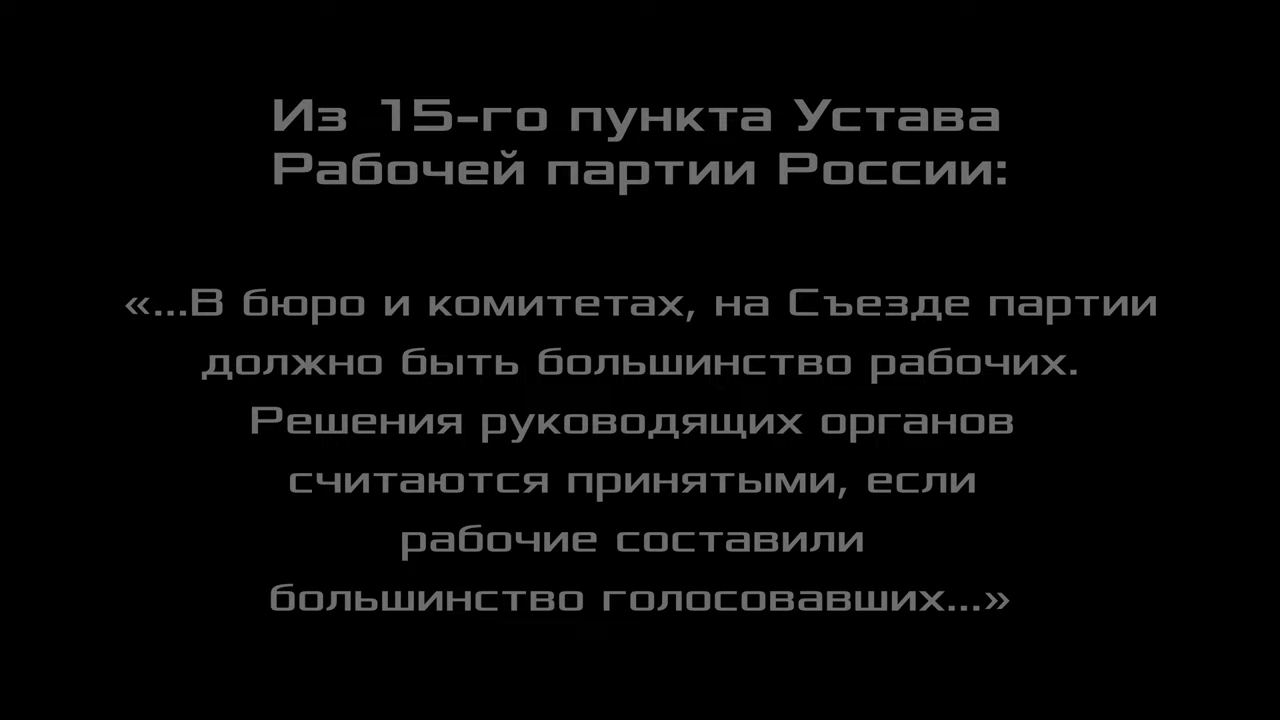 Из 15-го пункта Устава
Рабочей партии России:
«...В бюро и комитетах, на Съезде партии
должно быть большинство рабочих.
Решения руководящих органов
считаются принятыми, если
рабочие составили
большинство голосовавших...»